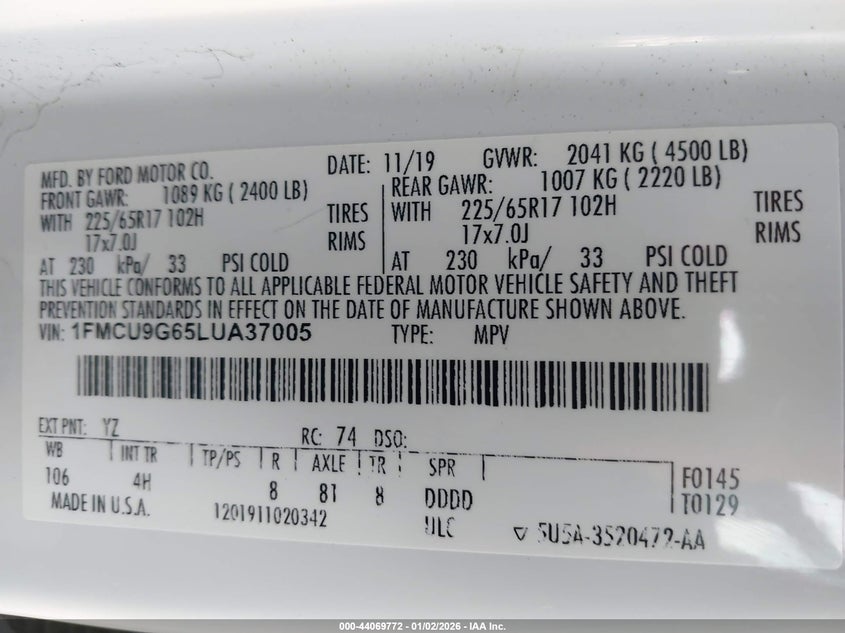 MFD. BY FORD MOTOR CO. DATE: 11/19 GVWR: 2041 KG ( 4500 LB)
FRONT GAWR: 1089 KG ( 2400 LB) REAR GAWR: 1007 KG ( 2220 LB)
WITH 225/65R17 102H TIRES WITH 225/65R17 102H TIRES
17x7.0J RIMS 17x7.0J RIMS
AT 230 kPa/ 33 PSI COLD AT 230 kPa/ 33 PSI COLD
THIS VEHICLE CONFORMS TO ALL APPLICABLE FEDERAL MOTOR VEHICLE SAFETY AND THEFT
PREVENTION STANDARDS IN EFFECT ON THE DATE OF MANUFACTURE SHOWN ABOVE.
VIN: 1FMCU9G65LUA37005 TYPE: MPV
EXT PNT: YZ RC: 74 DSO:
WB INT TR TP/PS R AXLE TR SPR
106 4H 8 81 8 DDDD F0145
MADE IN U.S.A. 1201911020342 ULC T0129
5U5A-3520472-AA
000-44069772 - 01/02/2026 - IAA Inc.